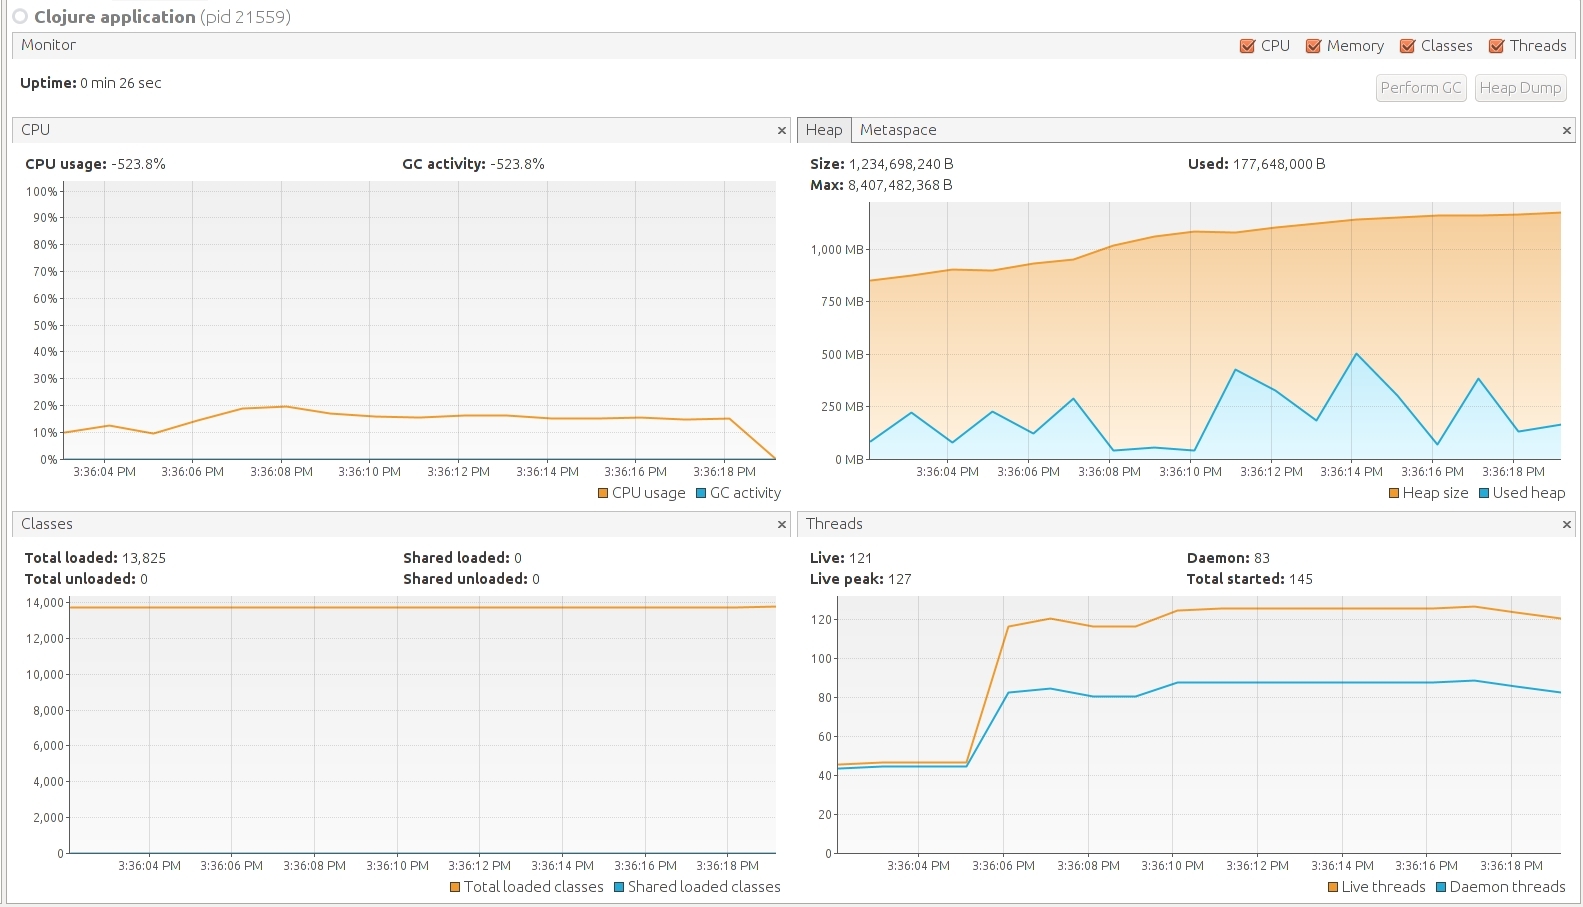 Clojure application (pid 21559)
Monitor
CPU Memory Classes Threads
Uptime: 0 min 26 sec
Perform GC Heap Dump
CPU
CPU usage: -523.8% GC activity: -523.8%
100%
90%
80%
70%
60%
50%
40%
30%
20%
10%
0%
3:36:04 PM 3:36:06 PM 3:36:08 PM 3:36:10 PM 3:36:12 PM 3:36:14 PM 3:36:16 PM 3:36:18 PM
CPU usage GC activity
Heap Metaspace
Size: 1,234,698,240 B Used: 177,648,000 B
Max: 8,407,482,368 B
1,000 MB
750 MB
500 MB
250 MB
0 MB
3:36:04 PM 3:36:06 PM 3:36:08 PM 3:36:10 PM 3:36:12 PM 3:36:14 PM 3:36:16 PM 3:36:18 PM
Heap size Used heap
Classes
Total loaded: 13,825 Shared loaded: 0
Total unloaded: 0 Shared unloaded: 0
14,000
12,000
10,000
8,000
6,000
4,000
2,000
0
3:36:04 PM 3:36:06 PM 3:36:08 PM 3:36:10 PM 3:36:12 PM 3:36:14 PM 3:36:16 PM 3:36:18 PM
Total loaded classes Shared loaded classes
Threads
Live: 121 Daemon: 83
Live peak: 127 Total started: 145
120
100
80
60
40
20
0
3:36:04 PM 3:36:06 PM 3:36:08 PM 3:36:10 PM 3:36:12 PM 3:36:14 PM 3:36:16 PM 3:36:18 PM
Live threads Daemon threads